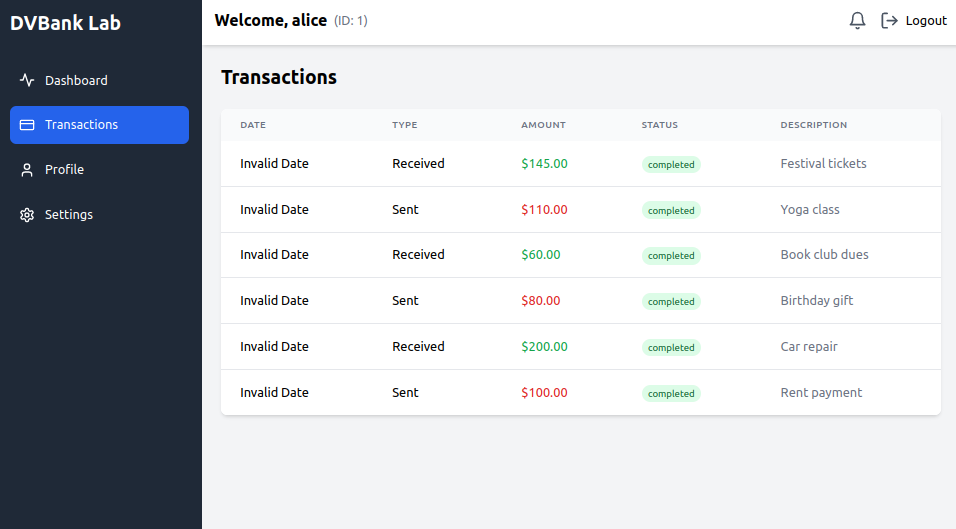 DVBank Lab
Welcome, alice (ID: 1)
Logout
Dashboard
Transactions
Profile
Settings
Transactions
DATE TYPE AMOUNT STATUS DESCRIPTION
Invalid Date Received $145.00 completed Festival tickets
Invalid Date Sent $110.00 completed Yoga class
Invalid Date Received $60.00 completed Book club dues
Invalid Date Sent $80.00 completed Birthday gift
Invalid Date Received $200.00 completed Car repair
Invalid Date Sent $100.00 completed Rent payment